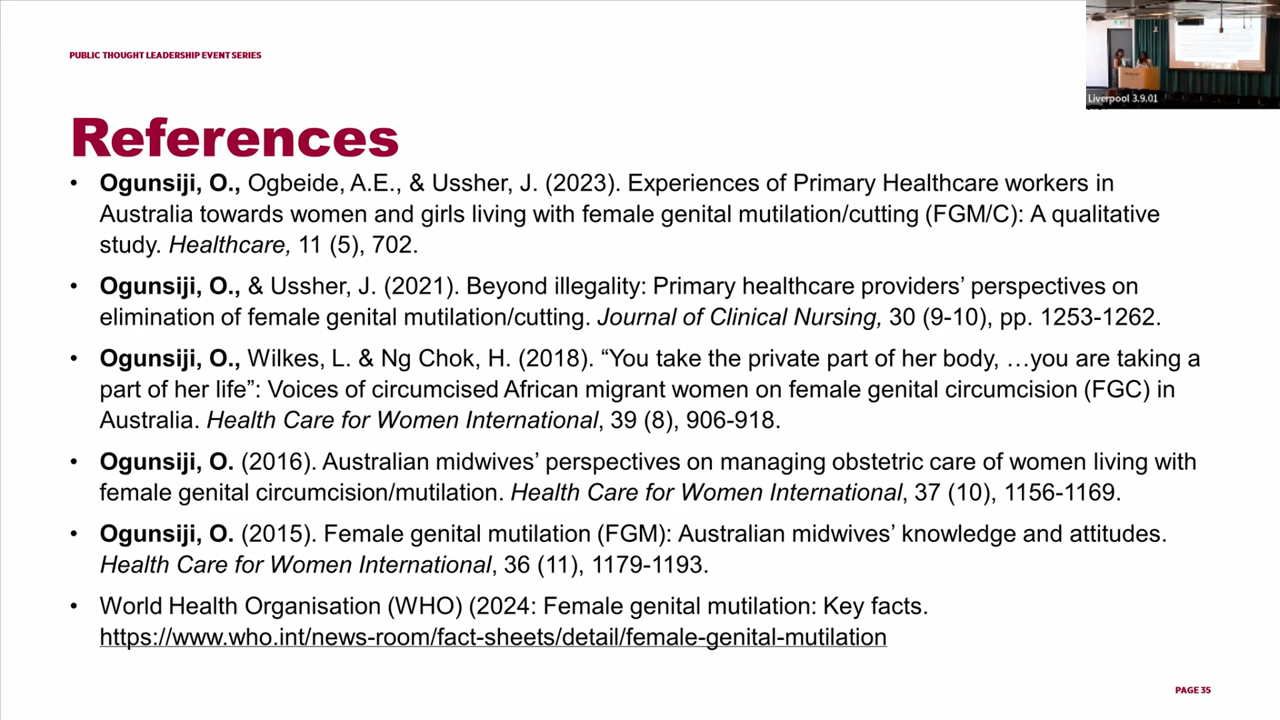 PUBLIC THOUGHT LEADERSHIP EVENT SERIES
Liverpool 3.9.01
References
• Ogunsiji, O., Ogbeide, A.E., & Ussher, J. (2023). Experiences of Primary Healthcare workers in
Australia towards women and girls living with female genital mutilation/cutting (FGM/C): A qualitative
study. Healthcare, 11 (5), 702.
• Ogunsiji, O., & Ussher, J. (2021). Beyond illegality: Primary healthcare providers’ perspectives on
elimination of female genital mutilation/cutting. Journal of Clinical Nursing, 30 (9-10), pp. 1253-1262.
• Ogunsiji, O., Wilkes, L. & Ng Chok, H. (2018). “You take the private part of her body, …you are taking a
part of her life”: Voices of circumcised African migrant women on female genital circumcision (FGC) in
Australia. Health Care for Women International, 39 (8), 906-918.
• Ogunsiji, O. (2016). Australian midwives’ perspectives on managing obstetric care of women living with
female genital circumcision/mutilation. Health Care for Women International, 37 (10), 1156-1169.
• Ogunsiji, O. (2015). Female genital mutilation (FGM): Australian midwives’ knowledge and attitudes.
Health Care for Women International, 36 (11), 1179-1193.
• World Health Organisation (WHO) (2024: Female genital mutilation: Key facts.
https://www.who.int/news-room/fact-sheets/detail/female-genital-mutilation
PAGE 35